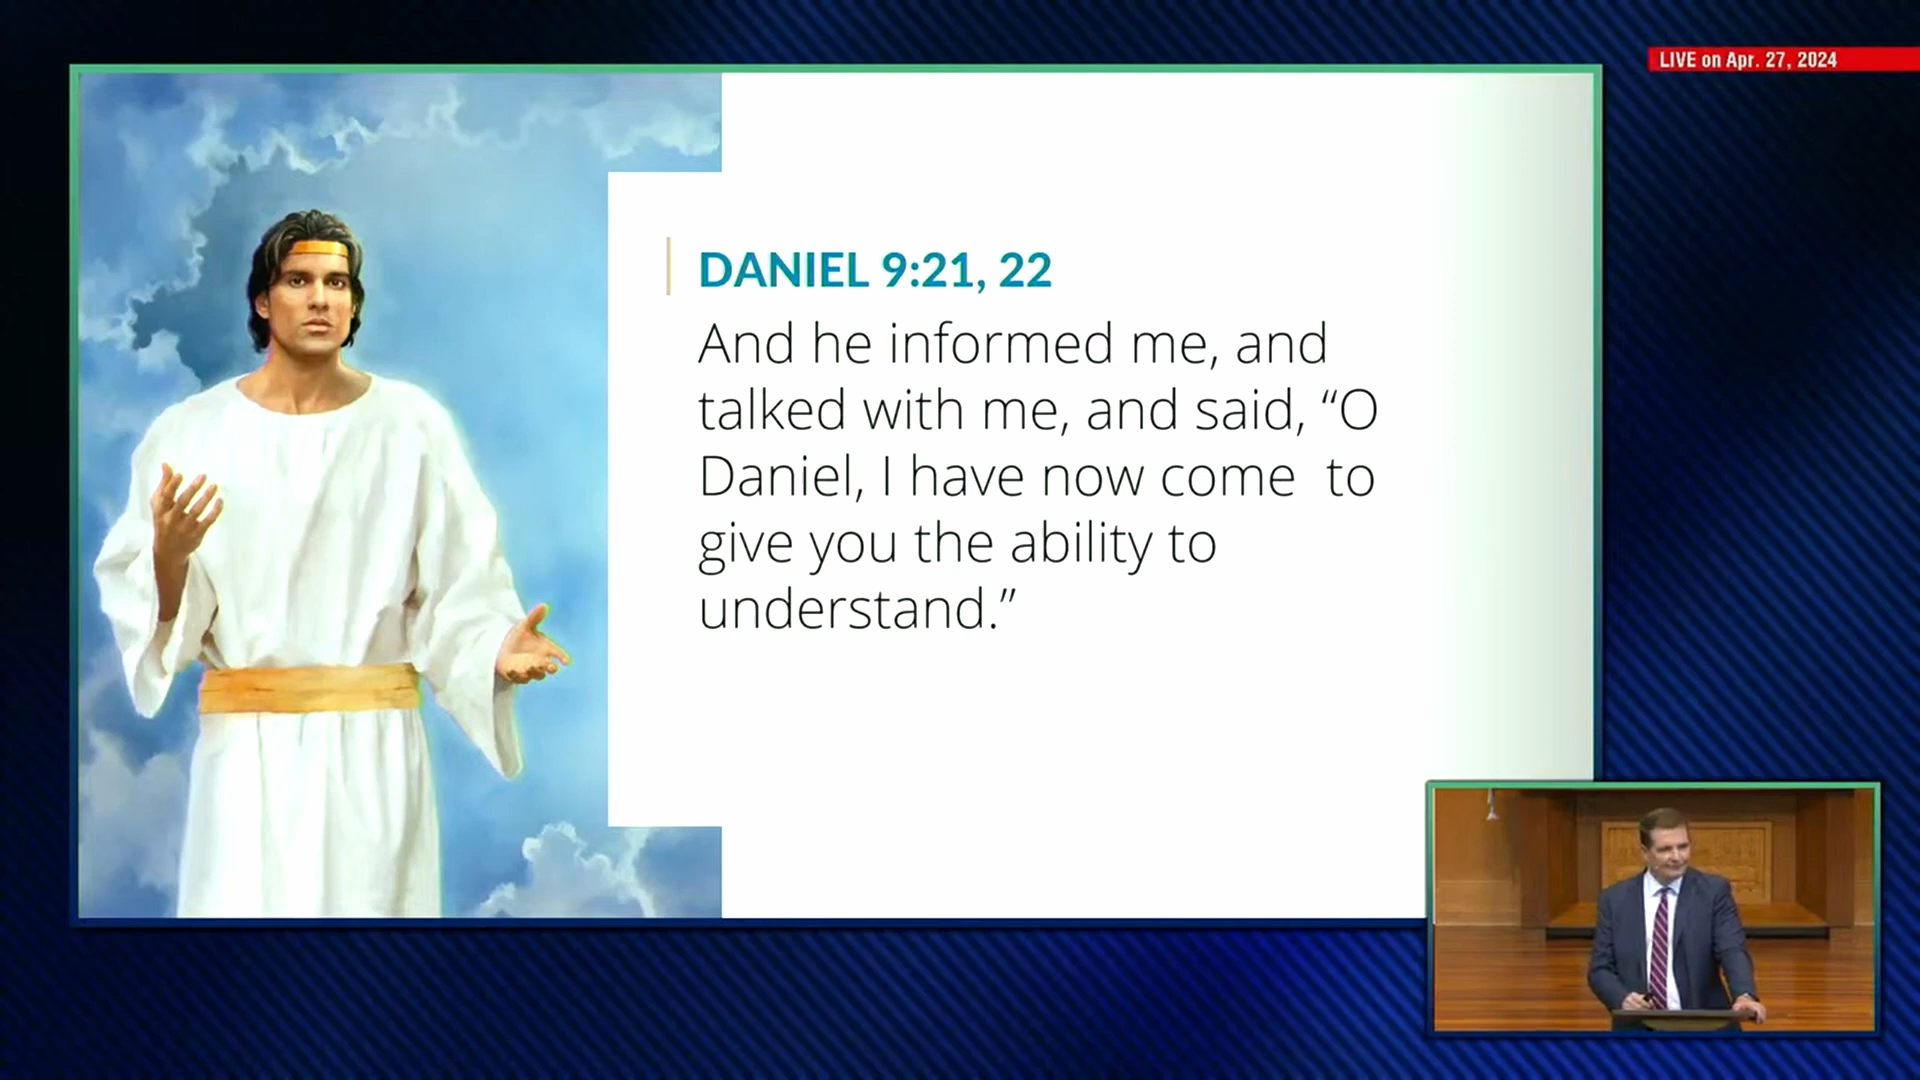 LIVE on Apr. 27, 2024
DANIEL 9:21, 22
And he informed me, and
talked with me, and said, “O
Daniel, I have now come  to
give you the ability to
understand.”